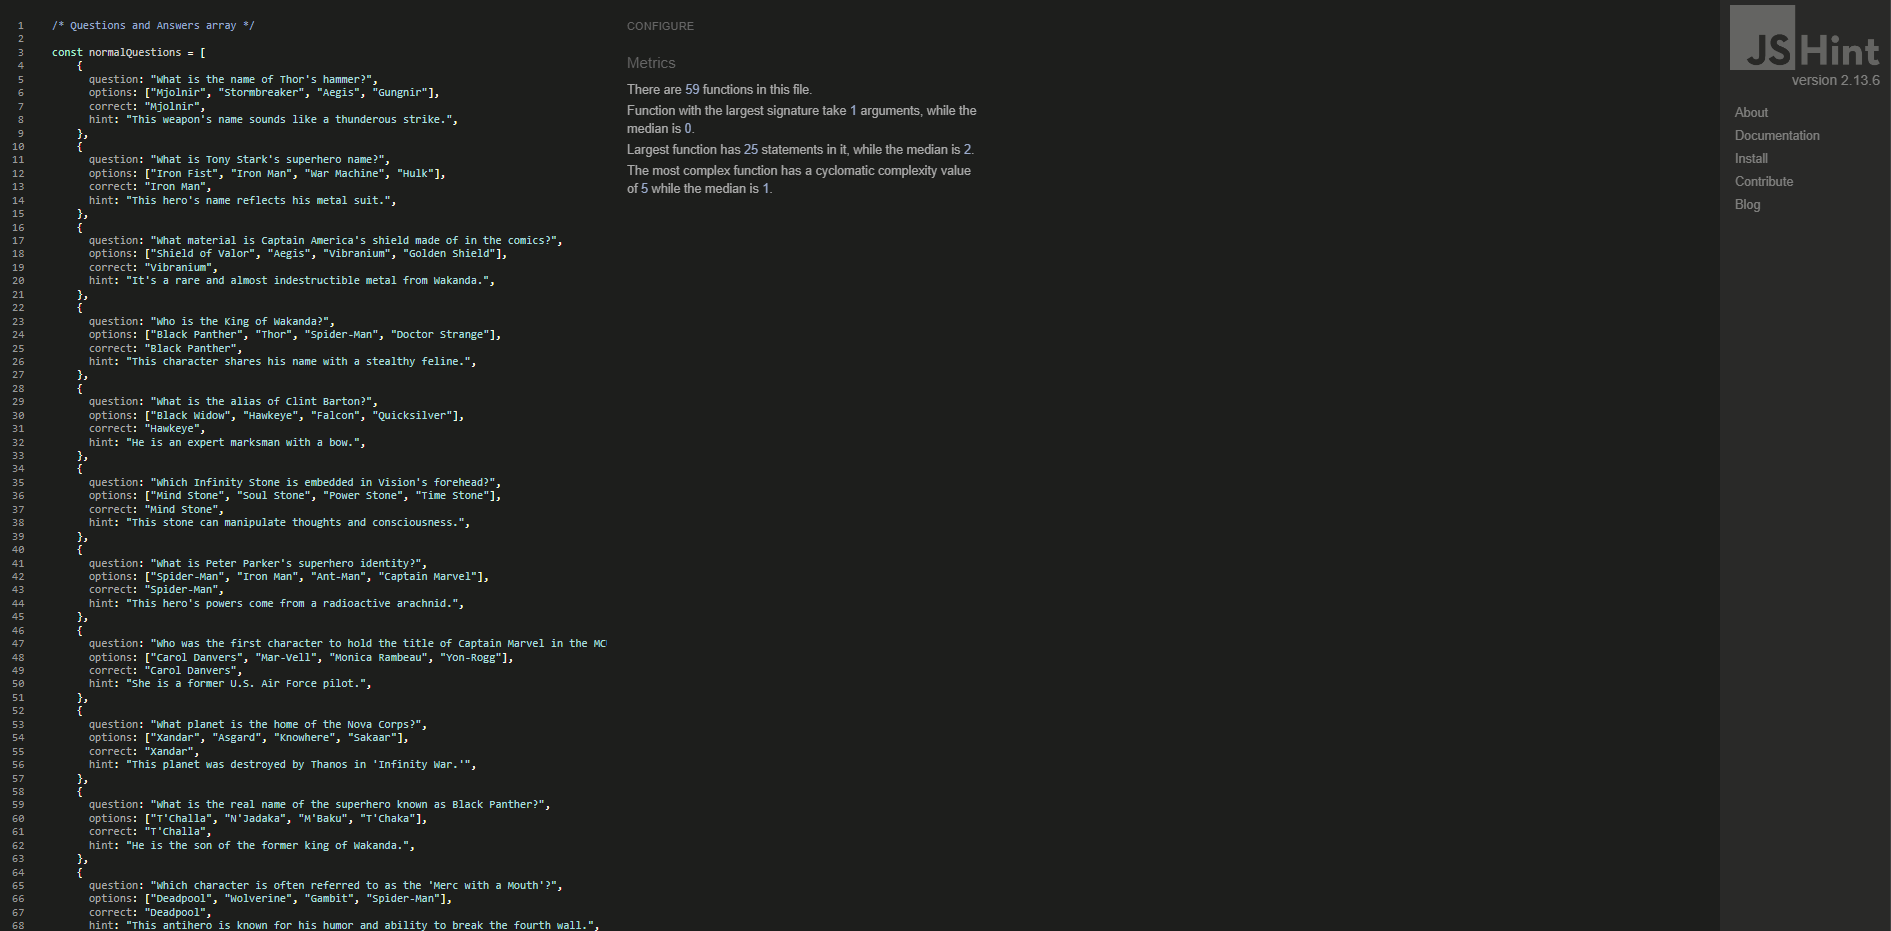 1 /* Questions and Answers array */
2
3 const normalQuestions = [
4 {
5 question: "What is the name of Thor's hammer?",
6 options: ["Mjolnir", "Stormbreaker", "Aegis", "Gungnir"],
7 correct: "Mjolnir",
8 hint: "This weapon's name sounds like a thunderous strike.",
9 },
10 {
11 question: "What is Tony Stark's superhero name?",
12 options: ["Iron Fist", "Iron Man", "War Machine", "Hulk"],
13 correct: "Iron Man",
14 hint: "This hero's name reflects his metal suit.",
15 },
16 {
17 question: "What material is Captain America's shield made of in the comics?",
18 options: ["Shield of Valor", "Aegis", "Vibranium", "Golden Shield"],
19 correct: "Vibranium",
20 hint: "It's a rare and almost indestructible metal from Wakanda.",
21 },
22 {
23 question: "Who is the King of Wakanda?",
24 options: ["Black Panther", "Thor", "Spider-Man", "Doctor Strange"],
25 correct: "Black Panther",
26 hint: "This character shares his name with a stealthy feline.",
27 },
28 {
29 question: "What is the alias of Clint Barton?",
30 options: ["Black Widow", "Hawkeye", "Falcon", "Quicksilver"],
31 correct: "Hawkeye",
32 hint: "He is an expert marksman with a bow.",
33 },
34 {
35 question: "Which Infinity Stone is embedded in Vision's forehead?",
36 options: ["Mind Stone", "Soul Stone", "Power Stone", "Time Stone"],
37 correct: "Mind Stone",
38 hint: "This stone can manipulate thoughts and consciousness.",
39 },
40 {
41 question: "What is Peter Parker's superhero identity?",
42 options: ["Spider-Man", "Iron Man", "Ant-Man", "Captain Marvel"],
43 correct: "Spider-Man",
44 hint: "This hero's powers come from a radioactive arachnid.",
45 },
46 {
47 question: "Who was the first character to hold the title of Captain Marvel in the MC
48 options: ["Carol Danvers", "Mar-Vell", "Monica Rambeau", "Yon-Rogg"],
49 correct: "Carol Danvers",
50 hint: "She is a former U.S. Air Force pilot.",
51 },
52 {
53 question: "What planet is the home of the Nova Corps?",
54 options: ["Xandar", "Asgard", "Knowhere", "Sakaar"],
55 correct: "Xandar",
56 hint: "This planet was destroyed by Thanos in 'Infinity War.'",
57 },
58 {
59 question: "What is the real name of the superhero known as Black Panther?",
60 options: ["T'Challa", "N'Jadaka", "M'Baku", "T'Chaka"],
61 correct: "T'Challa",
62 hint: "He is the son of the former king of Wakanda.",
63 },
64 {
65 question: "Which character is often referred to as the 'Merc with a Mouth'?",
66 options: ["Deadpool", "Wolverine", "Gambit", "Spider-Man"],
67 correct: "Deadpool",
68 hint: "This antihero is known for his humor and ability to break the fourth wall.",
CONFIGURE
Metrics
There are 59 functions in this file.
Function with the largest signature take 1 arguments, while the
median is 0.
Largest function has 25 statements in it, while the median is 2.
The most complex function has a cyclomatic complexity value
of 5 while the median is 1.
JSHint
version 2.13.6
About
Documentation
Install
Contribute
Blog